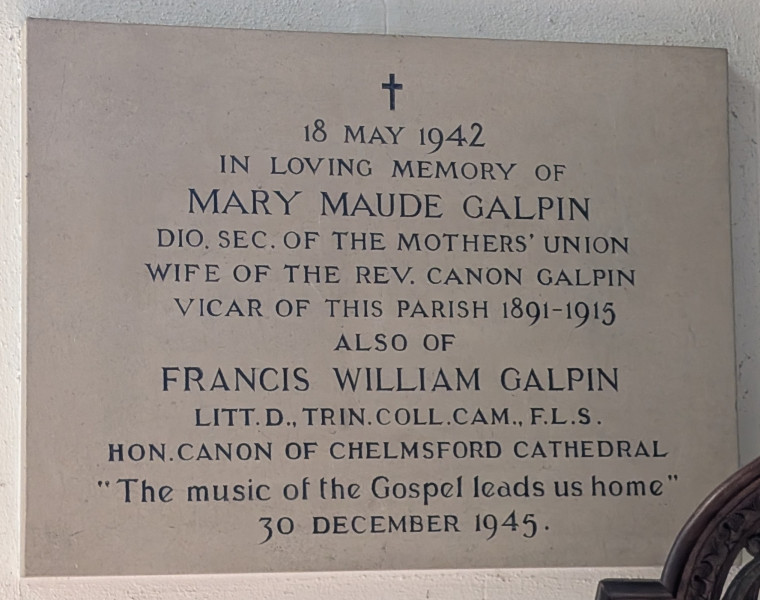 18 MAY 1942
IN LOVING MEMORY OF
MARY MAUDE GALPIN
DIO. SEC. OF THE MOTHERS' UNION
WIFE OF THE REV. CANON GALPIN
VICAR OF THIS PARISH 1891-1915
ALSO OF
FRANCIS WILLIAM GALPIN
LITT.D., TRIN.COLL.CAM., F.L.S.
HON.CANON OF CHELMSFORD CATHEDRAL
"The music of the Gospel leads us home"
30 DECEMBER 1945.